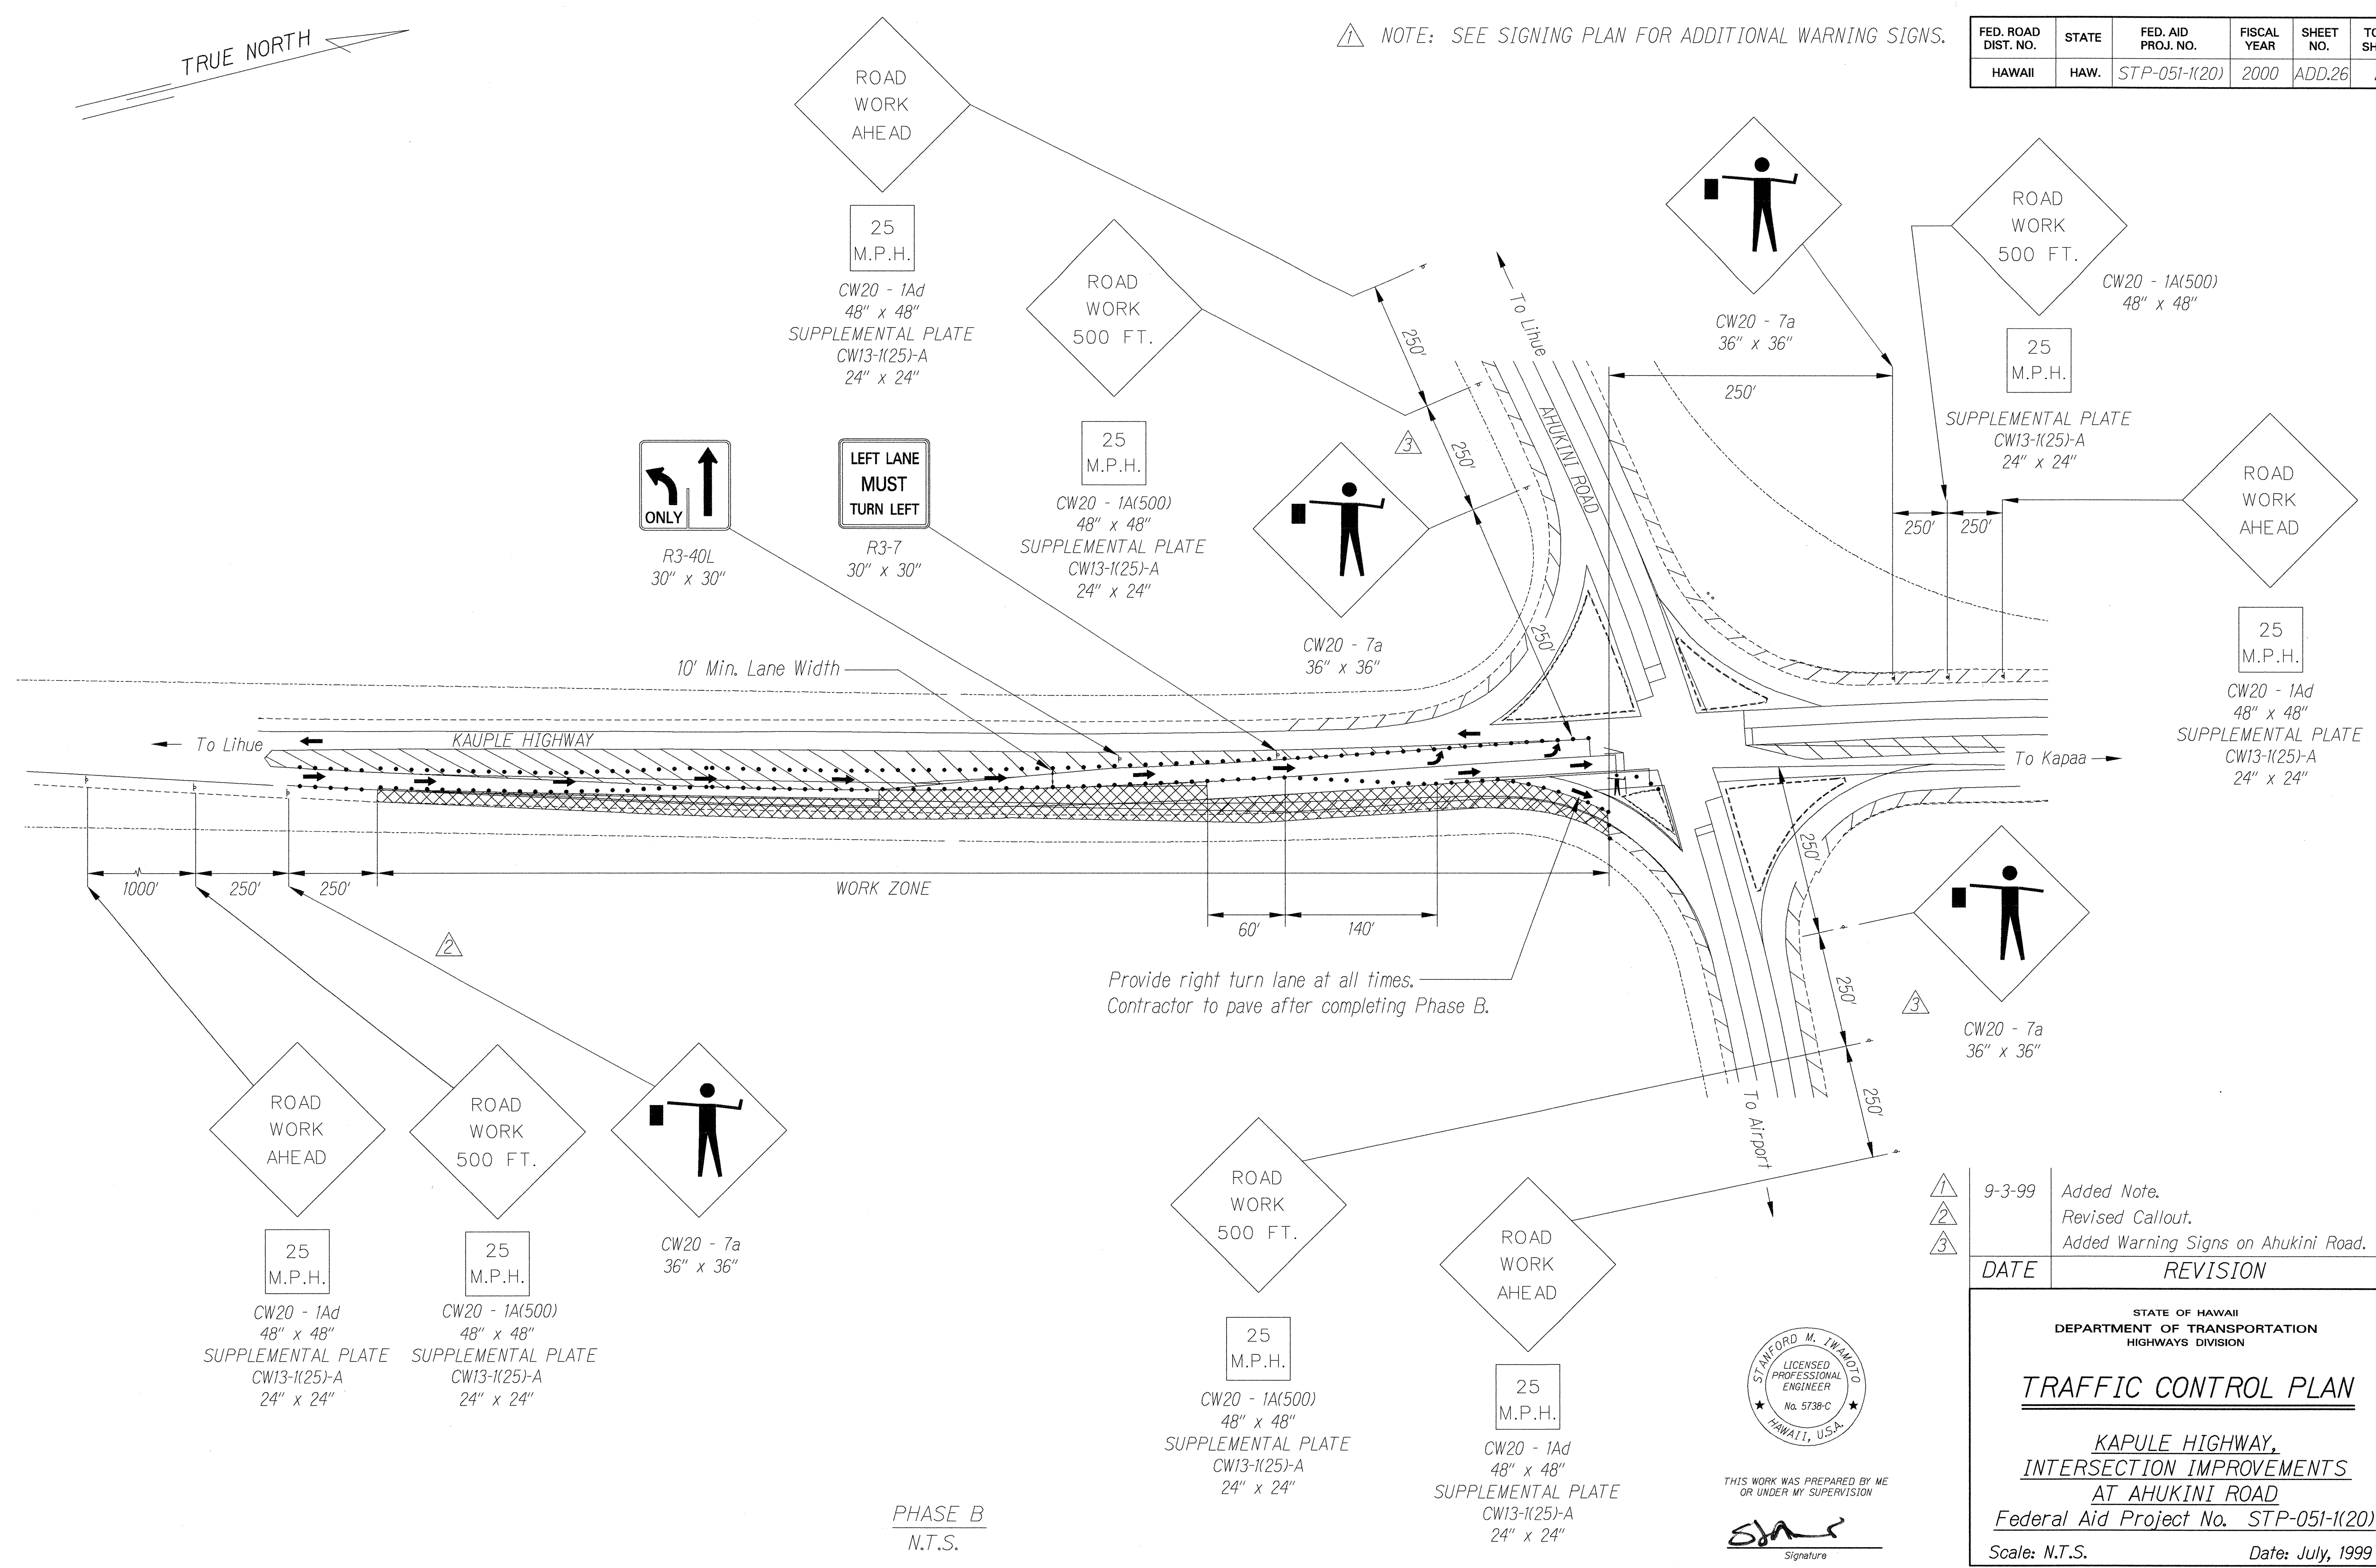 TRUE NORTH
1 NOTE: SEE SIGNING PLAN FOR ADDITIONAL WARNING SIGNS.
FED. ROAD DIST. NO.
STATE
FED. AID PROJ. NO.
FISCAL YEAR
SHEET NO.
HAWAII
HAW.
STP-051-1(20)
2000
ADD.26
ROAD
WORK
AHEAD
25
M.P.H.
CW20 - 1Ad
48" x 48"
SUPPLEMENTAL PLATE
CW13-1(25)-A
24" x 24"
ROAD
WORK
500 FT.
25
M.P.H.
CW20 - 1A(500)
48" x 48"
SUPPLEMENTAL PLATE
CW13-1(25)-A
24" x 24"
CW20 - 7a
36" x 36"
ROAD
WORK
500 FT.
CW20 - 1A(500)
48" x 48"
25
M.P.H.
SUPPLEMENTAL PLATE
CW13-1(25)-A
24" x 24"
ROAD
WORK
AHEAD
25
M.P.H.
CW20 - 1Ad
48" x 48"
SUPPLEMENTAL PLATE
CW13-1(25)-A
24" x 24"
ONLY
R3-40L
30" x 30"
LEFT LANE
MUST
TURN LEFT
R3-7
30" x 30"
CW20 - 7a
36" x 36"
To Lihue
AHUKINI ROAD
250'
250'
250'
3
250'
250'
250'
10' Min. Lane Width
To Lihue
KAUPLE HIGHWAY
To Kapaa
1000'
250'
250'
WORK ZONE
60'
140'
2
Provide right turn lane at all times.
Contractor to pave after completing Phase B.
250'
250'
250'
To Airport
3
CW20 - 7a
36" x 36"
ROAD
WORK
AHEAD
25
M.P.H.
CW20 - 1Ad
48" x 48"
SUPPLEMENTAL PLATE
CW13-1(25)-A
24" x 24"
ROAD
WORK
500 FT.
25
M.P.H.
CW20 - 1A(500)
48" x 48"
SUPPLEMENTAL PLATE
CW13-1(25)-A
24" x 24"
CW20 - 7a
36" x 36"
ROAD
WORK
500 FT.
25
M.P.H.
CW20 - 1A(500)
48" x 48"
SUPPLEMENTAL PLATE
CW13-1(25)-A
24" x 24"
ROAD
WORK
AHEAD
25
M.P.H.
CW20 - 1Ad
48" x 48"
SUPPLEMENTAL PLATE
CW13-1(25)-A
24" x 24"
PHASE B
N.T.S.
STANFORD M. IWAMOTO
LICENSED
PROFESSIONAL
ENGINEER
No. 5738-C
HAWAII, U.S.A.
THIS WORK WAS PREPARED BY ME
OR UNDER MY SUPERVISION
Signature
1 9-3-99 Added Note.
2 Revised Callout.
3 Added Warning Signs on Ahukini Road.
DATE REVISION
STATE OF HAWAII
DEPARTMENT OF TRANSPORTATION
HIGHWAYS DIVISION
TRAFFIC CONTROL PLAN
KAPULE HIGHWAY,
INTERSECTION IMPROVEMENTS
AT AHUKINI ROAD
Federal Aid Project No. STP-051-1(20)
Scale: N.T.S. Date: July, 1999